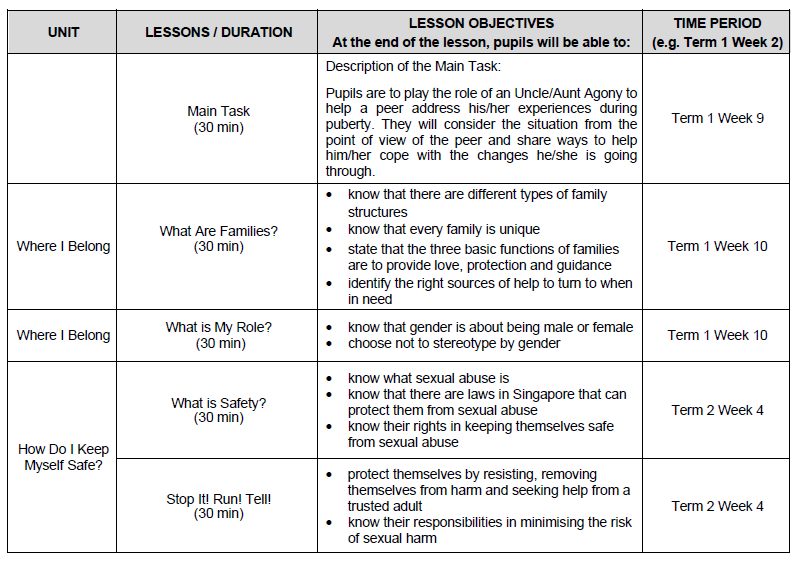 UNIT
LESSONS / DURATION
LESSON OBJECTIVES
At the end of the lesson, pupils will be able to:
TIME PERIOD
(e.g. Term 1 Week 2)
Main Task
(30 min)
Description of the Main Task:
Pupils are to play the role of an Uncle/Aunt Agony to
help a peer address his/her experiences during
puberty. They will consider the situation from the
point of view of the peer and share ways to help
him/her cope with the changes he/she is going
through.
Term 1 Week 9
Where I Belong
What Are Families?
(30 min)
• know that there are different types of family
structures
• know that every family is unique
• state that the three basic functions of families
are to provide love, protection and guidance
• identify the right sources of help to turn to when
in need
Term 1 Week 10
Where I Belong
What is My Role?
(30 min)
• know that gender is about being male or female
• choose not to stereotype by gender
Term 1 Week 10
How Do I Keep
Myself Safe?
What is Safety?
(30 min)
• know what sexual abuse is
• know that there are laws in Singapore that can
protect them from sexual abuse
• know their rights in keeping themselves safe
from sexual abuse
Term 2 Week 4
Stop It! Run! Tell!
(30 min)
• protect themselves by resisting, removing
themselves from harm and seeking help from a
trusted adult
• know their responsibilities in minimising the risk
of sexual harm
Term 2 Week 4